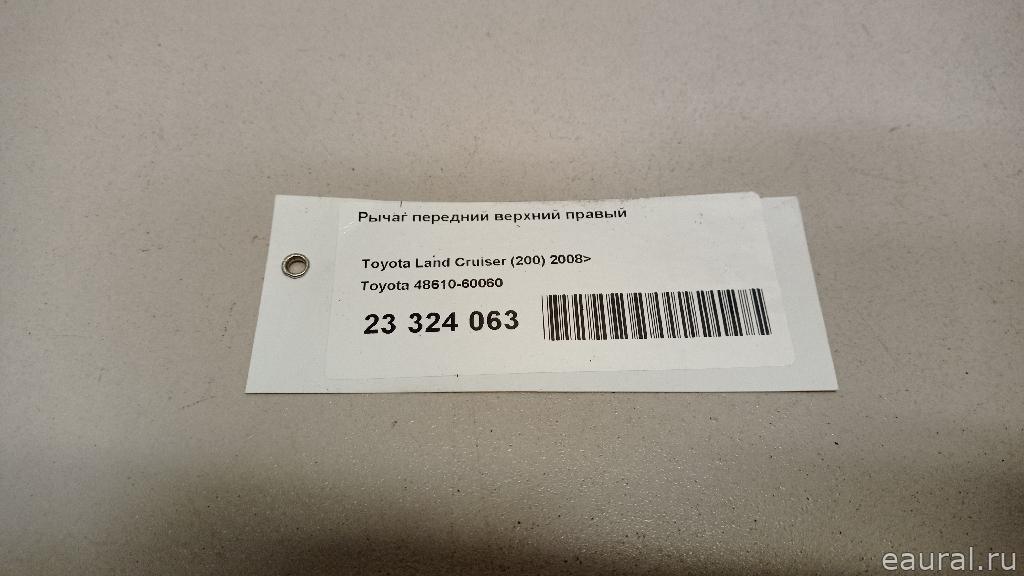 Рычаг передний верхний правый
Toyota Land Cruiser (200) 2008>
Toyota 48610-60060
23 324 063
eaural.ru